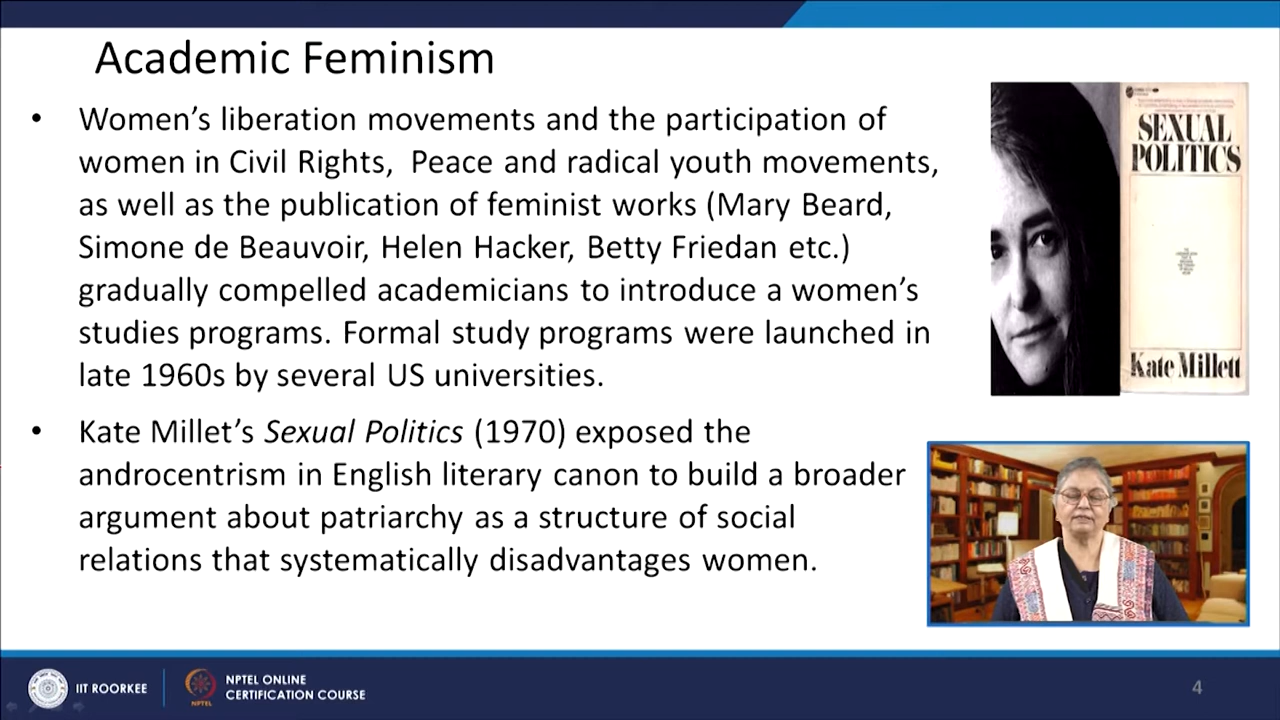 Academic Feminism
• Women’s liberation movements and the participation of
women in Civil Rights,  Peace and radical youth movements,
as well as the publication of feminist works (Mary Beard,
Simone de Beauvoir, Helen Hacker, Betty Friedan etc.)
gradually compelled academicians to introduce a women’s
studies programs. Formal study programs were launched in
late 1960s by several US universities.
• Kate Millet’s Sexual Politics (1970) exposed the
androcentrism in English literary canon to build a broader
argument about patriarchy as a structure of social
relations that systematically disadvantages women.
SEXUAL
POLITICS
Kate Millett
IIT ROORKEE
NPTEL
NPTEL ONLINE
CERTIFICATION COURSE
4